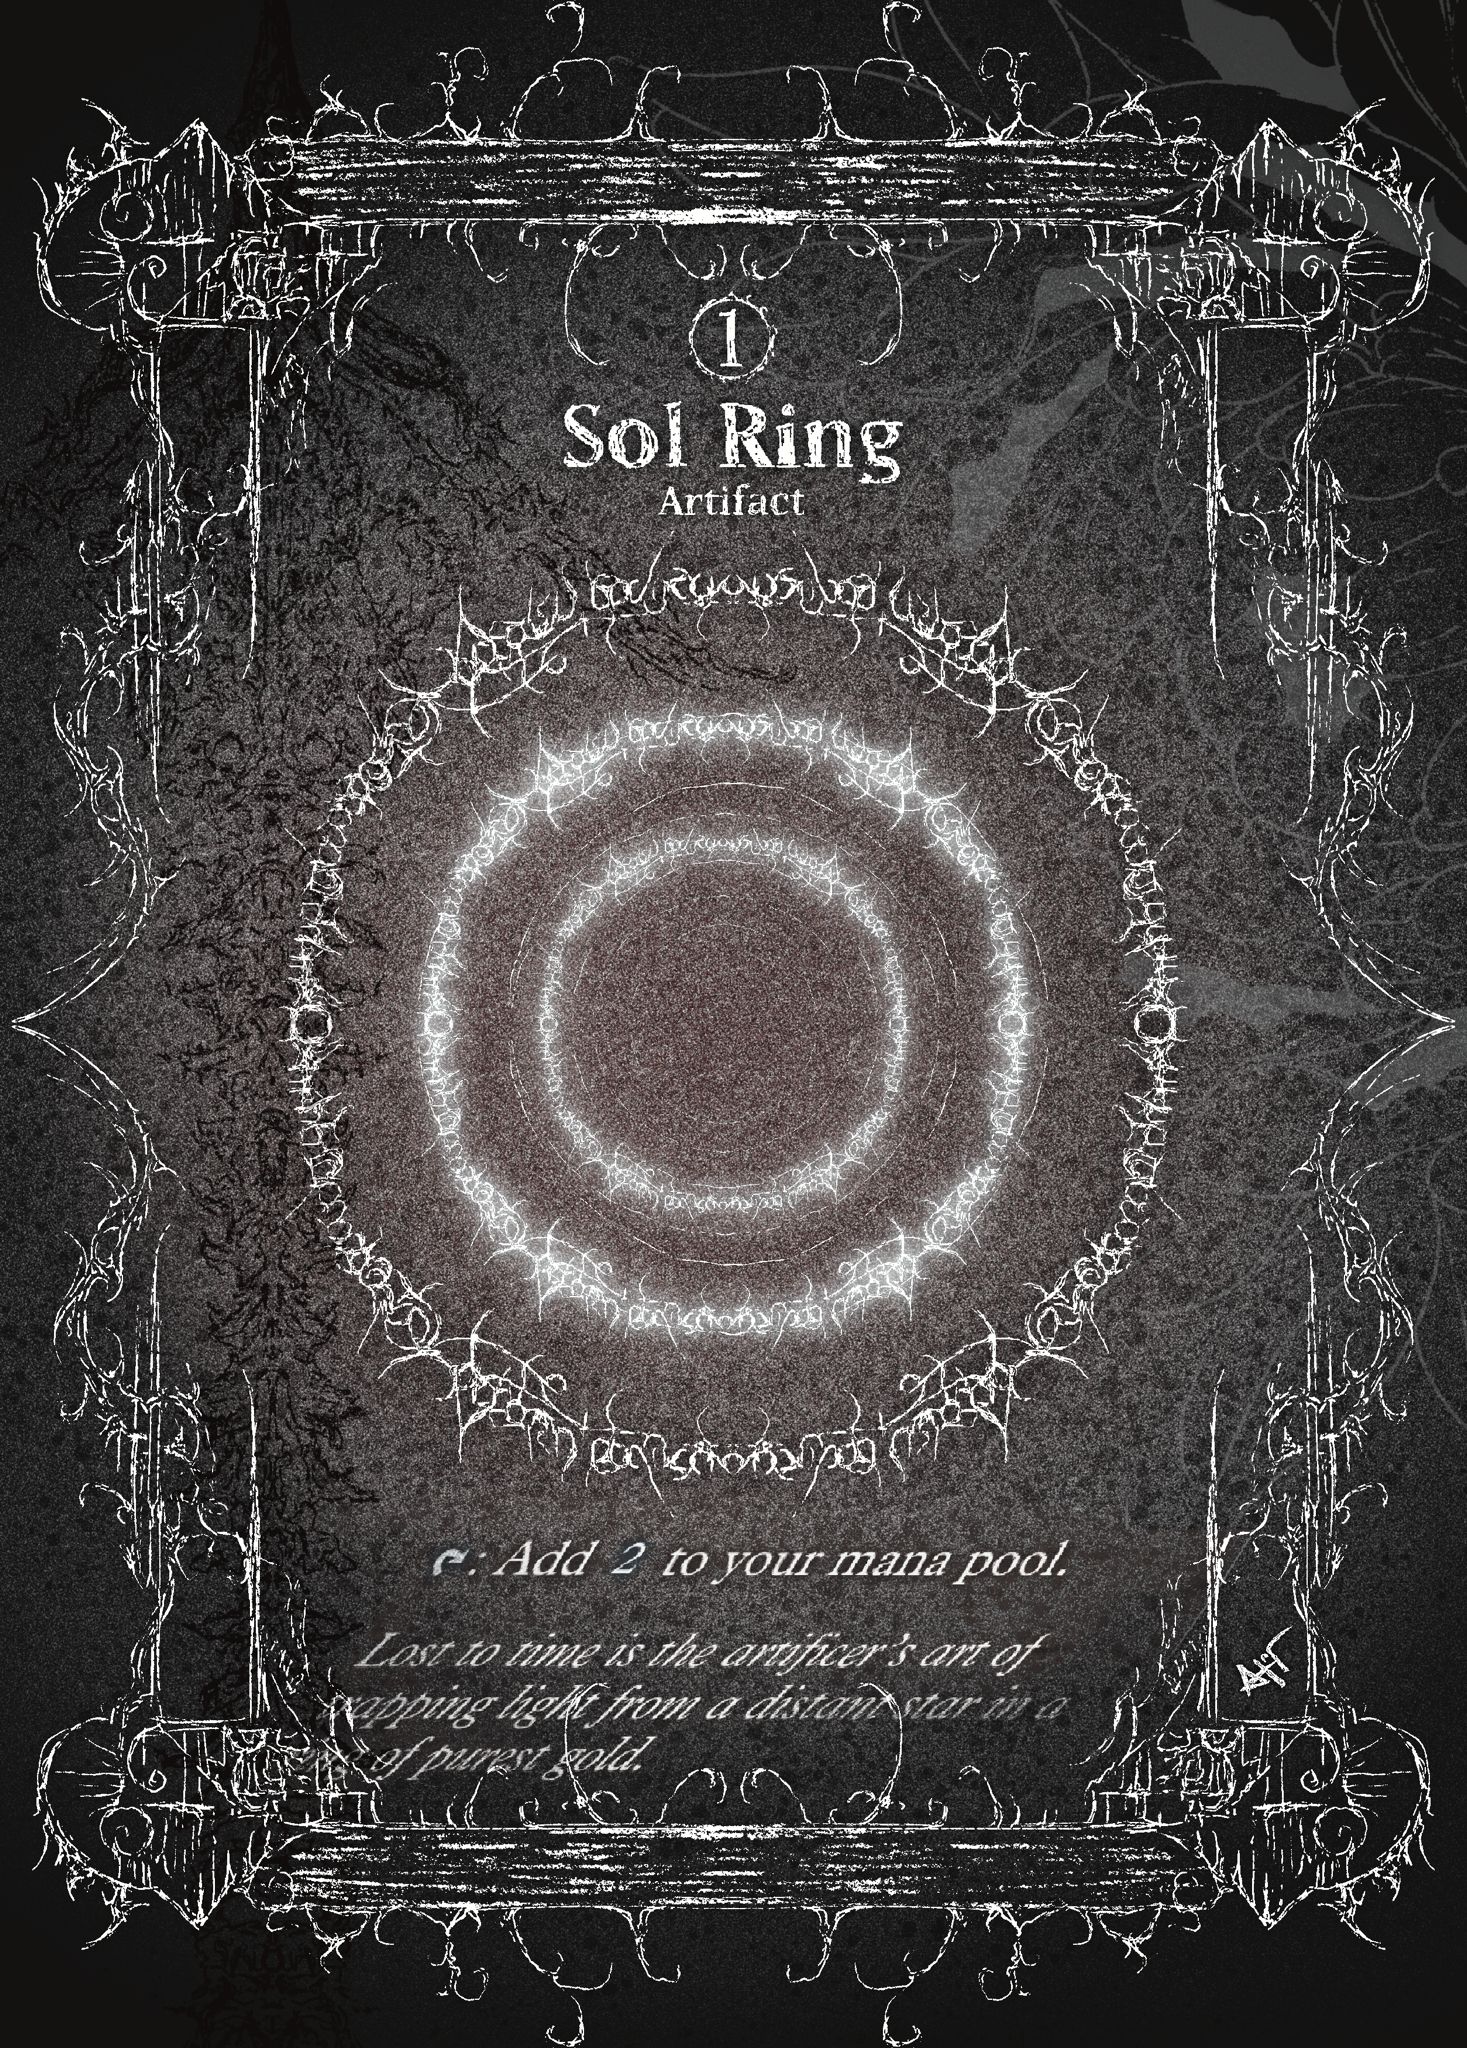 1
Sol Ring
Artifact
: Add 2 to your mana pool.
Lost to time is the artificer's art of
trapping light from a distant star in a
ring of purest gold.